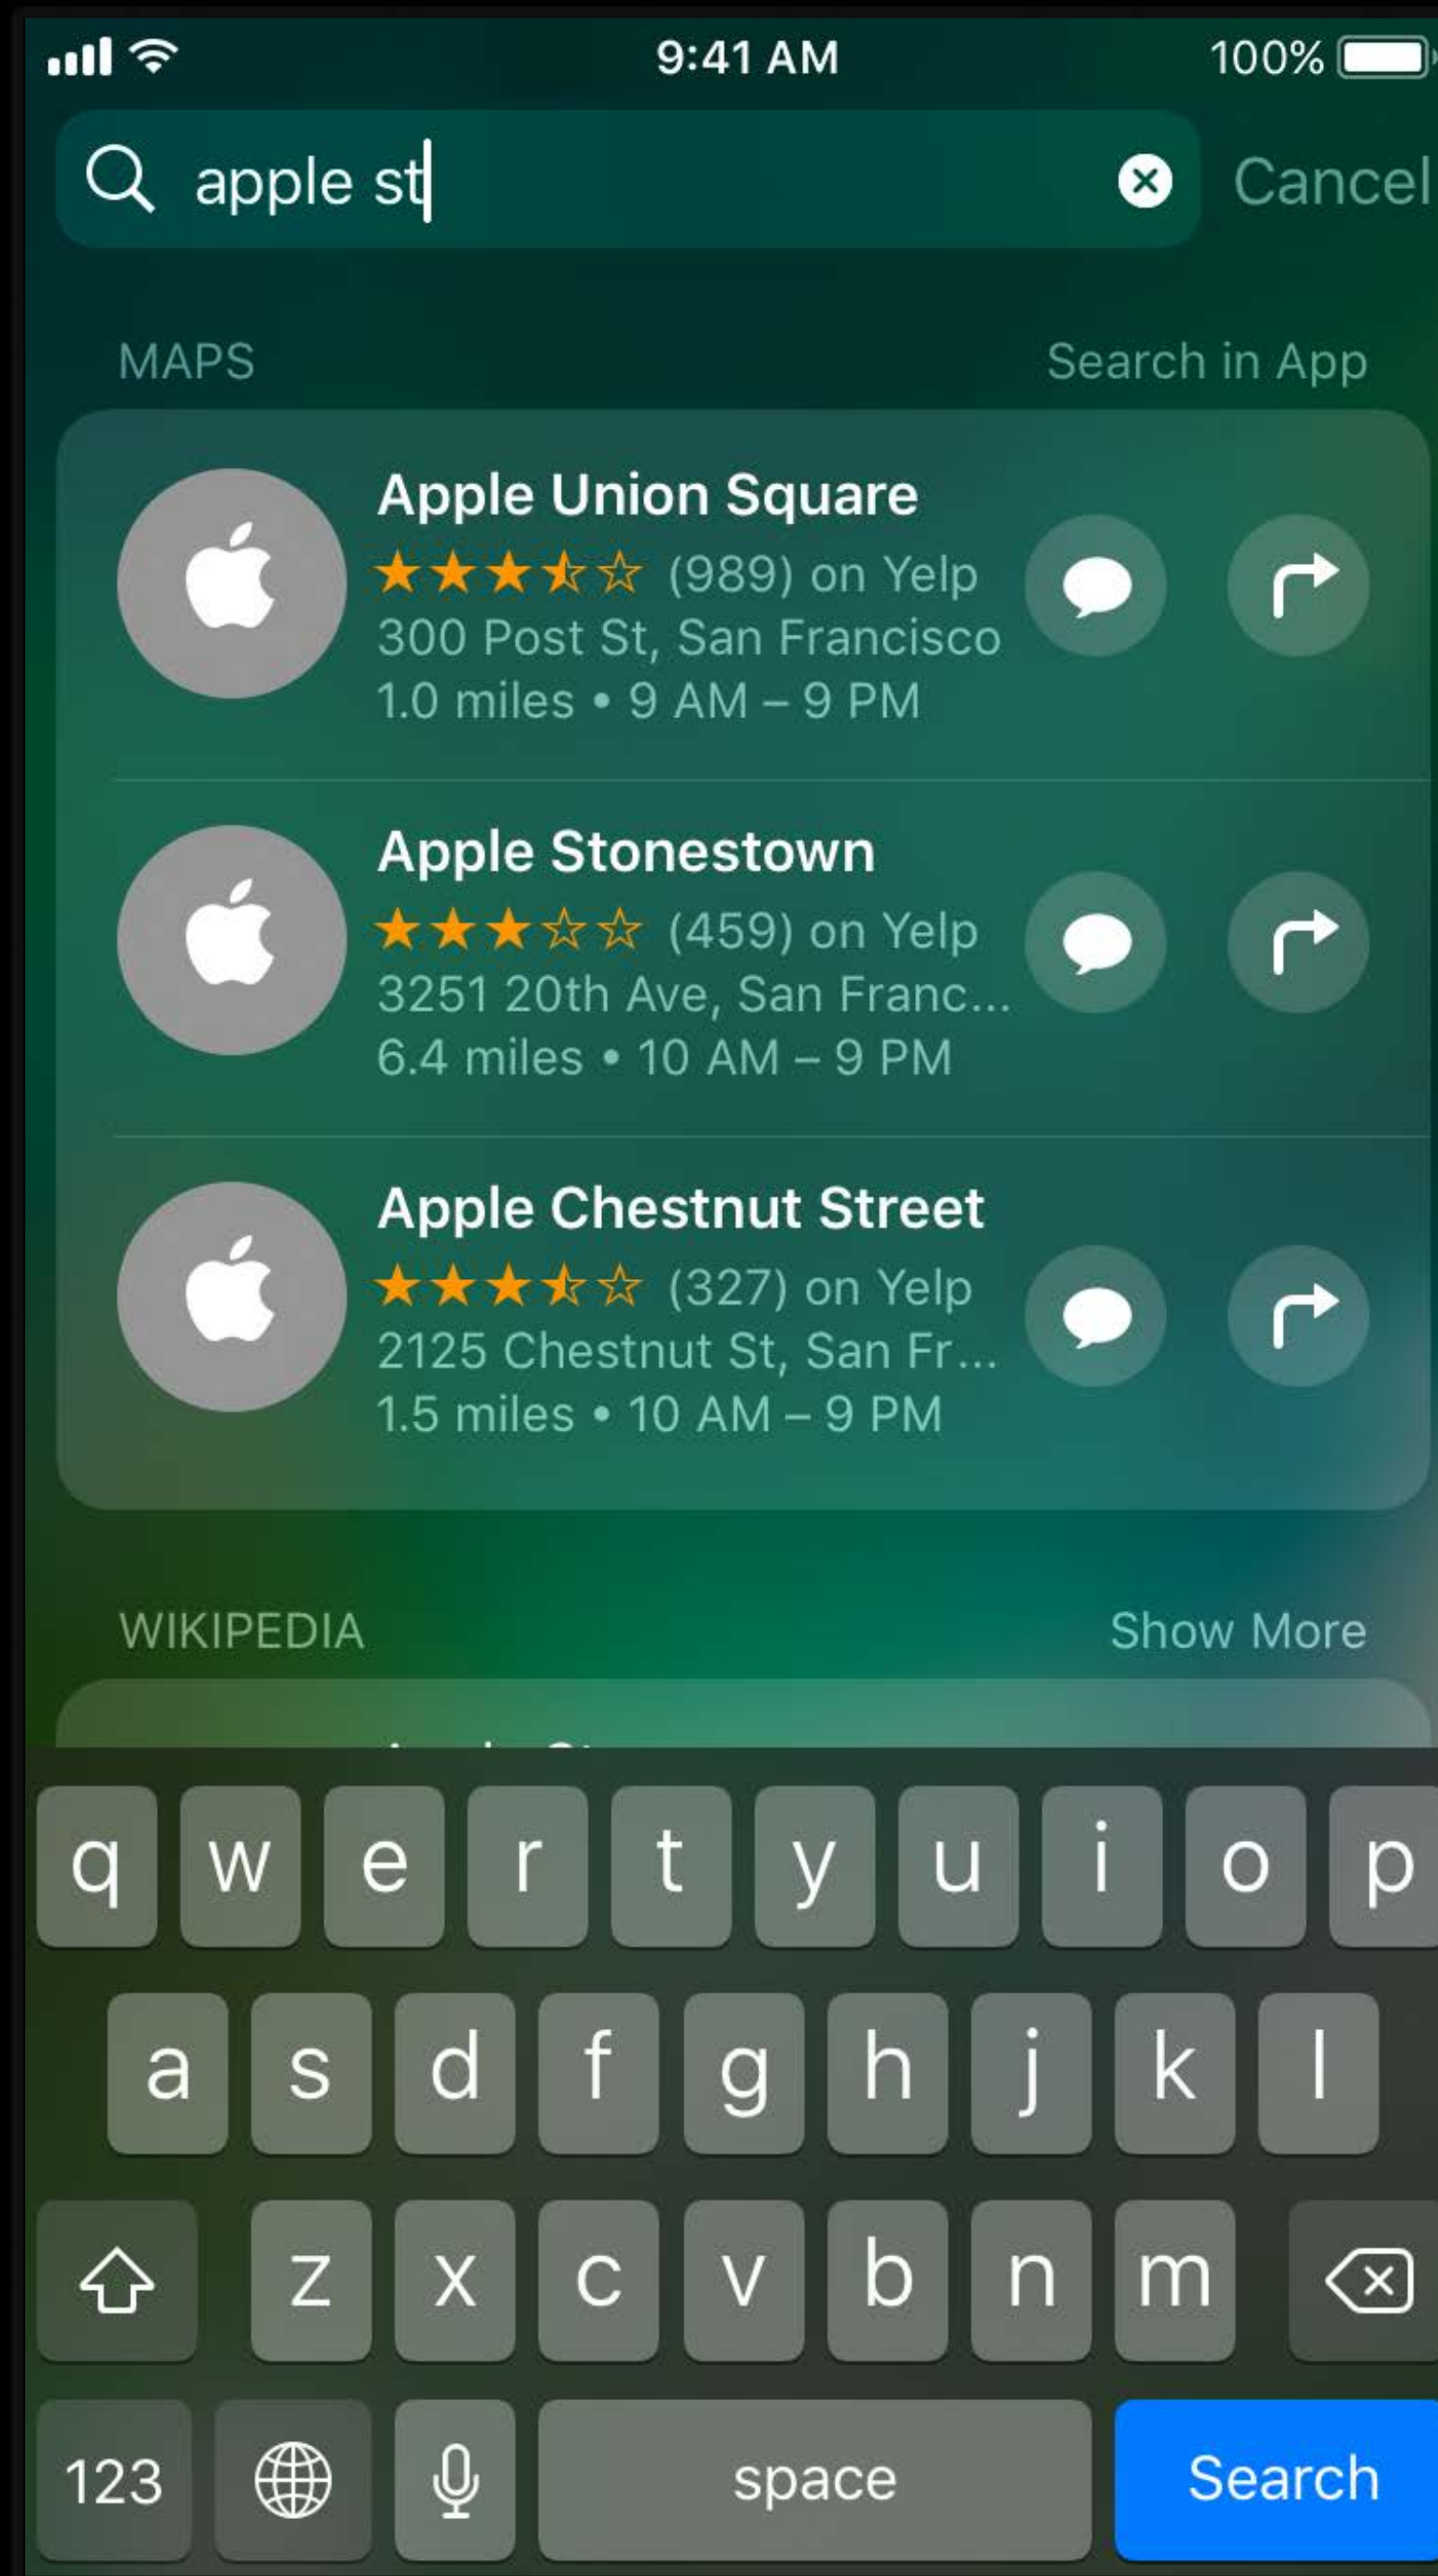 9:41 AM 100%
apple st Cancel
MAPS Search in App
Apple Union Square
★★★⯪☆ (989) on Yelp
300 Post St, San Francisco
1.0 miles • 9 AM – 9 PM
Apple Stonestown
★★★☆☆ (459) on Yelp
3251 20th Ave, San Franc...
6.4 miles • 10 AM – 9 PM
Apple Chestnut Street
★★★⯪☆ (327) on Yelp
2125 Chestnut St, San Fr...
1.5 miles • 10 AM – 9 PM
WIKIPEDIA Show More
q w e r t y u i o p
a s d f g h j k l
z x c v b n m
123 space Search